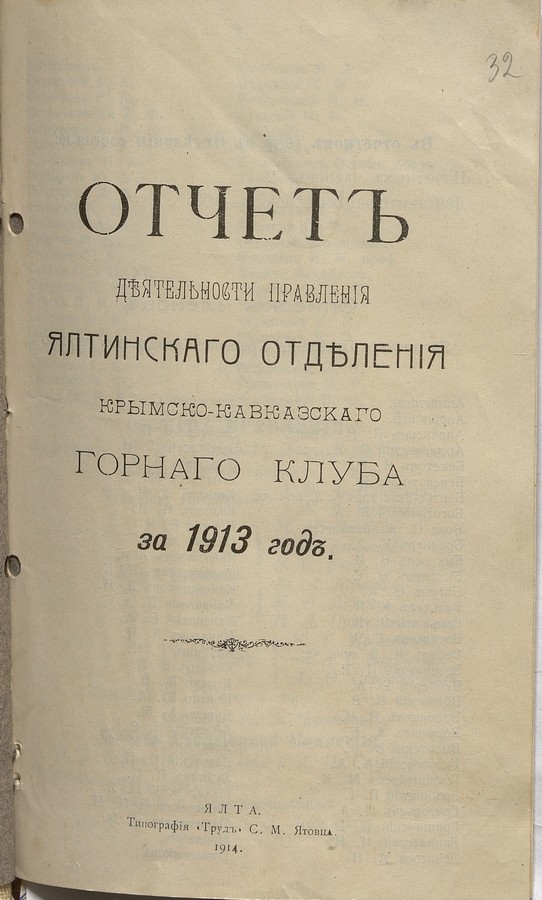 32
ОТЧЕТЪ
ДѢЯТЕЛЬНОСТИ ПРАВЛЕНІЯ
ЯЛТИНСКАГО ОТДѢЛЕНІЯ
КРЫМСКО-КАВКАЗСКАГО
ГОРНАГО КЛУБА
за 1913 годъ.
ЯЛТА.
Типографія «Трудъ» С. М. Ятовца.
1914.